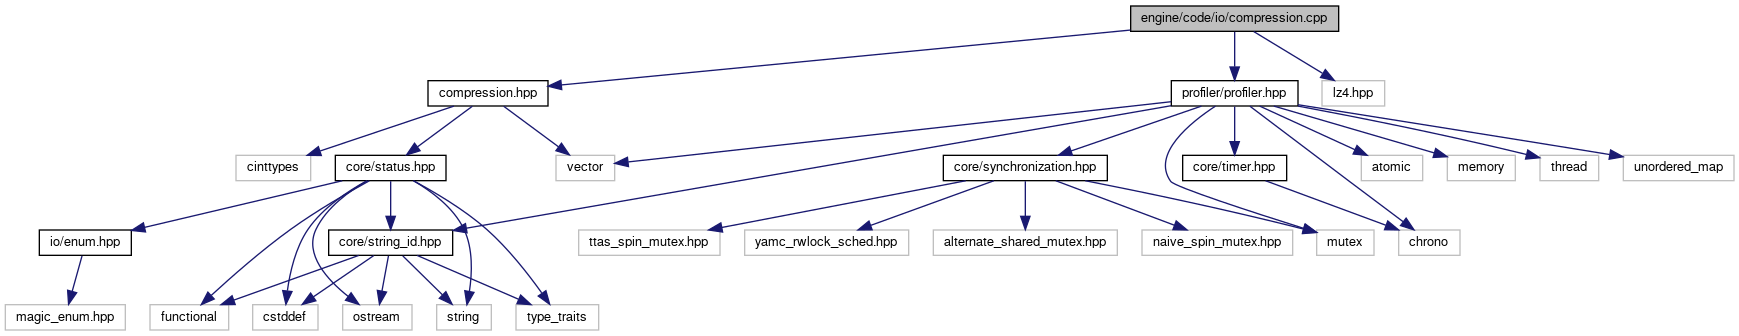 engine/code/io/compression.cpp
compression.hpp
profiler/profiler.hpp
lz4.hpp
cinttypes
core/status.hpp
vector
core/synchronization.hpp
core/timer.hpp
atomic
memory
thread
unordered_map
io/enum.hpp
core/string_id.hpp
ttas_spin_mutex.hpp
yamc_rwlock_sched.hpp
alternate_shared_mutex.hpp
naive_spin_mutex.hpp
mutex
chrono
magic_enum.hpp
functional
cstddef
ostream
string
type_traits